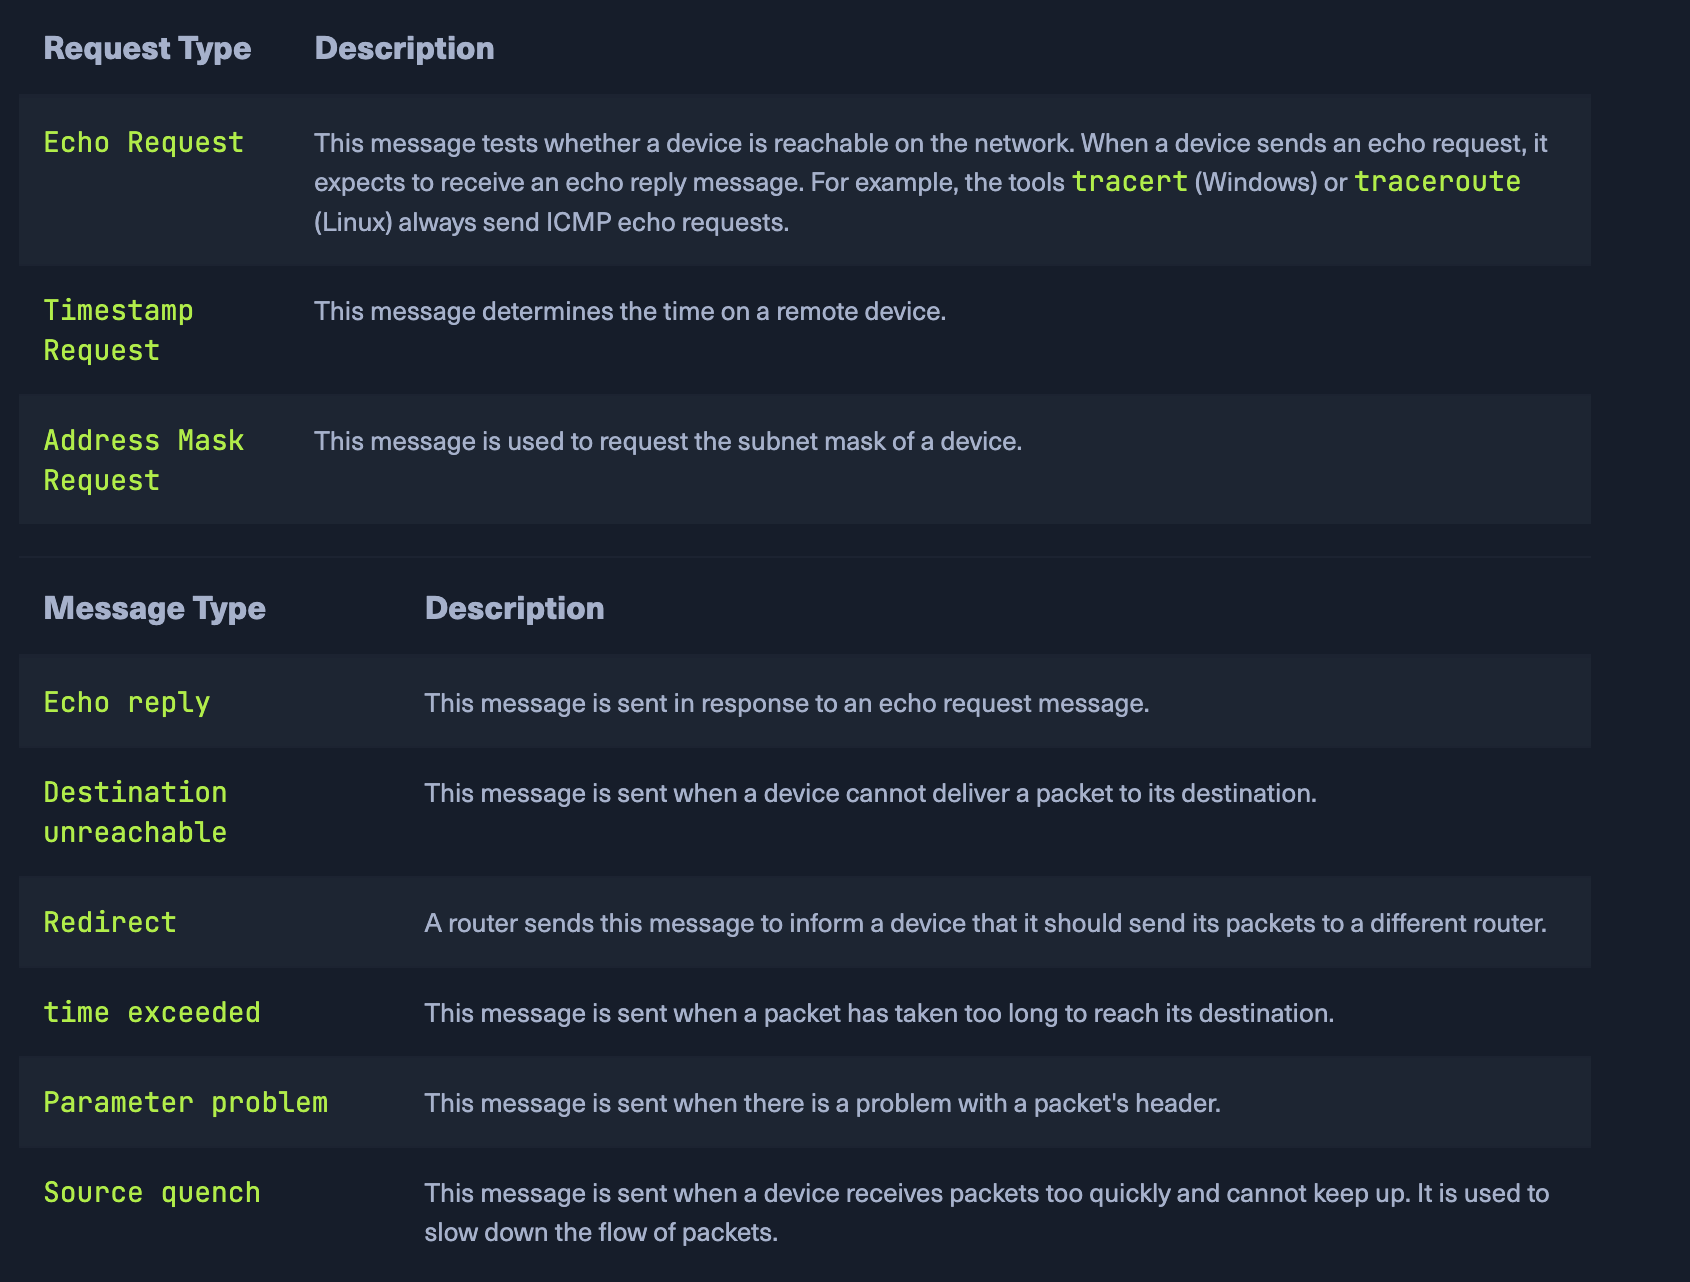 Request Type Description
Echo Request This message tests whether a device is reachable on the network. When a device sends an echo request, it
expects to receive an echo reply message. For example, the tools tracert (Windows) or traceroute
(Linux) always send ICMP echo requests.
Timestamp This message determines the time on a remote device.
Request
Address Mask This message is used to request the subnet mask of a device.
Request
Message Type Description
Echo reply This message is sent in response to an echo request message.
Destination This message is sent when a device cannot deliver a packet to its destination.
unreachable
Redirect A router sends this message to inform a device that it should send its packets to a different router.
time exceeded This message is sent when a packet has taken too long to reach its destination.
Parameter problem This message is sent when there is a problem with a packet's header.
Source quench This message is sent when a device receives packets too quickly and cannot keep up. It is used to
slow down the flow of packets.